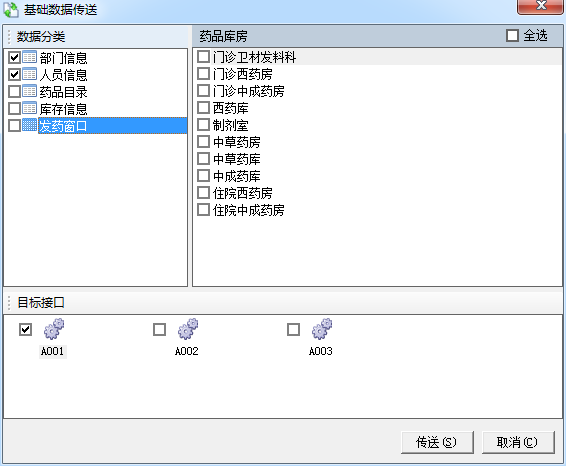 基础数据传送
数据分类
部门信息
人员信息
药品目录
库存信息
发药窗口
药品库房
全选
门诊卫材发料科
门诊西药房
门诊中成药房
西药库
制剂室
中草药房
中草药库
中成药库
住院西药房
住院中成药房
目标接口
A001
A002
A003
传送(S)
取消(C)